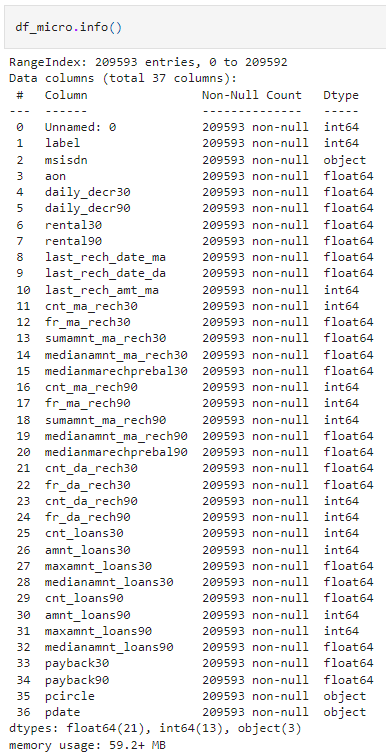 df_micro.info()
RangeIndex: 209593 entries, 0 to 209592
Data columns (total 37 columns):
 #   Column                Non-Null Count   Dtype
---  ------                --------------   -----
 0   Unnamed: 0            209593 non-null  int64
 1   label                 209593 non-null  int64
 2   msisdn                209593 non-null  object
 3   aon                   209593 non-null  float64
 4   daily_decr30          209593 non-null  float64
 5   daily_decr90          209593 non-null  float64
 6   rental30              209593 non-null  float64
 7   rental90              209593 non-null  float64
 8   last_rech_date_ma     209593 non-null  float64
 9   last_rech_date_da     209593 non-null  float64
 10  last_rech_amt_ma      209593 non-null  int64
 11  cnt_ma_rech30         209593 non-null  int64
 12  fr_ma_rech30          209593 non-null  float64
 13  sumamnt_ma_rech30     209593 non-null  float64
 14  medianamnt_ma_rech30  209593 non-null  float64
 15  medianmarechprebal30  209593 non-null  float64
 16  cnt_ma_rech90         209593 non-null  int64
 17  fr_ma_rech90          209593 non-null  int64
 18  sumamnt_ma_rech90     209593 non-null  int64
 19  medianamnt_ma_rech90  209593 non-null  float64
 20  medianmarechprebal90  209593 non-null  float64
 21  cnt_da_rech30         209593 non-null  float64
 22  fr_da_rech30          209593 non-null  float64
 23  cnt_da_rech90         209593 non-null  int64
 24  fr_da_rech90          209593 non-null  int64
 25  cnt_loans30           209593 non-null  int64
 26  amnt_loans30          209593 non-null  int64
 27  maxamnt_loans30       209593 non-null  float64
 28  medianamnt_loans30    209593 non-null  float64
 29  cnt_loans90           209593 non-null  float64
 30  amnt_loans90          209593 non-null  int64
 31  maxamnt_loans90       209593 non-null  int64
 32  medianamnt_loans90    209593 non-null  float64
 33  payback30             209593 non-null  float64
 34  payback90             209593 non-null  float64
 35  pcircle               209593 non-null  object
 36  pdate                 209593 non-null  object
dtypes: float64(21), int64(13), object(3)
memory usage: 59.2+ MB